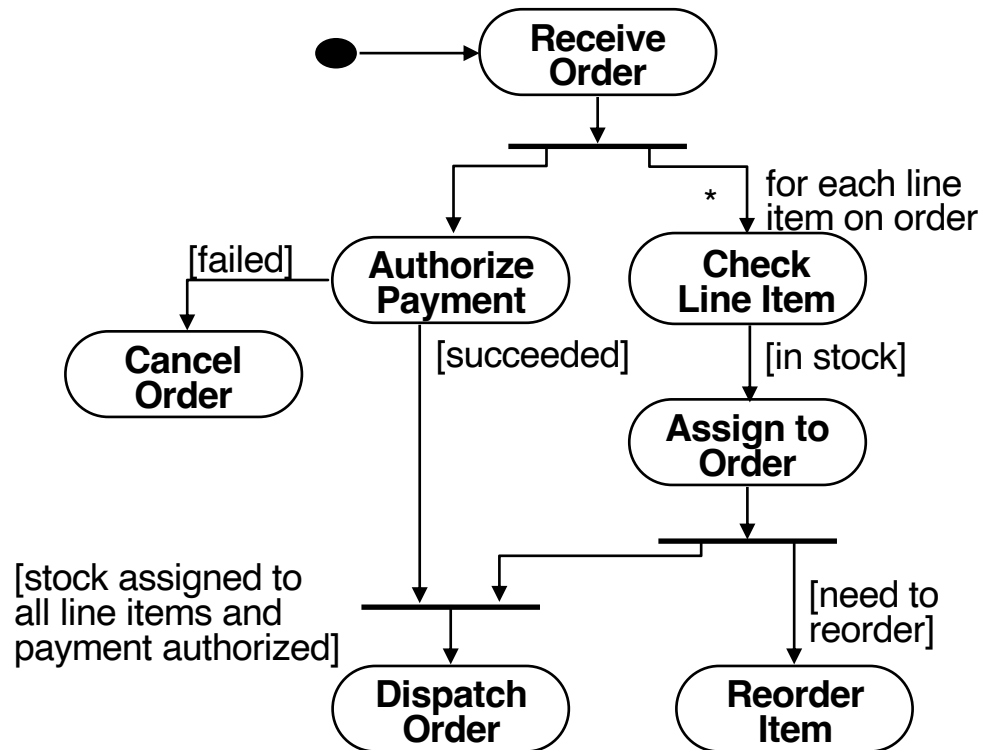 Receive
Order
*
for each line
item on order
[failed]
Authorize
Payment
Check
Line Item
Cancel
Order
[succeeded]
[in stock]
Assign to
Order
[stock assigned to
all line items and
payment authorized]
[need to
reorder]
Dispatch
Order
Reorder
Item